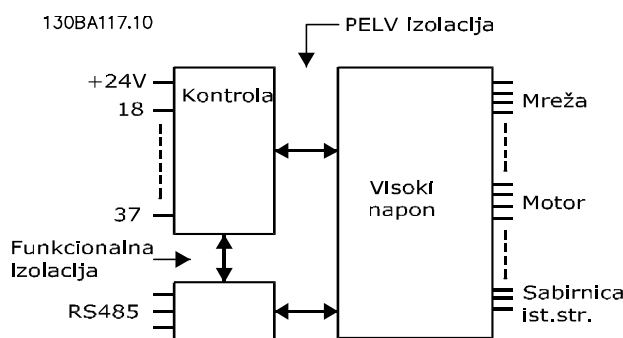 130BA117.10
PELV izolacija
+24V
18
37
Kontrola
Visoki
napon
Mreža
Motor
Sabirnica
ist.str.
Funkcionalna
izolacija
RS485